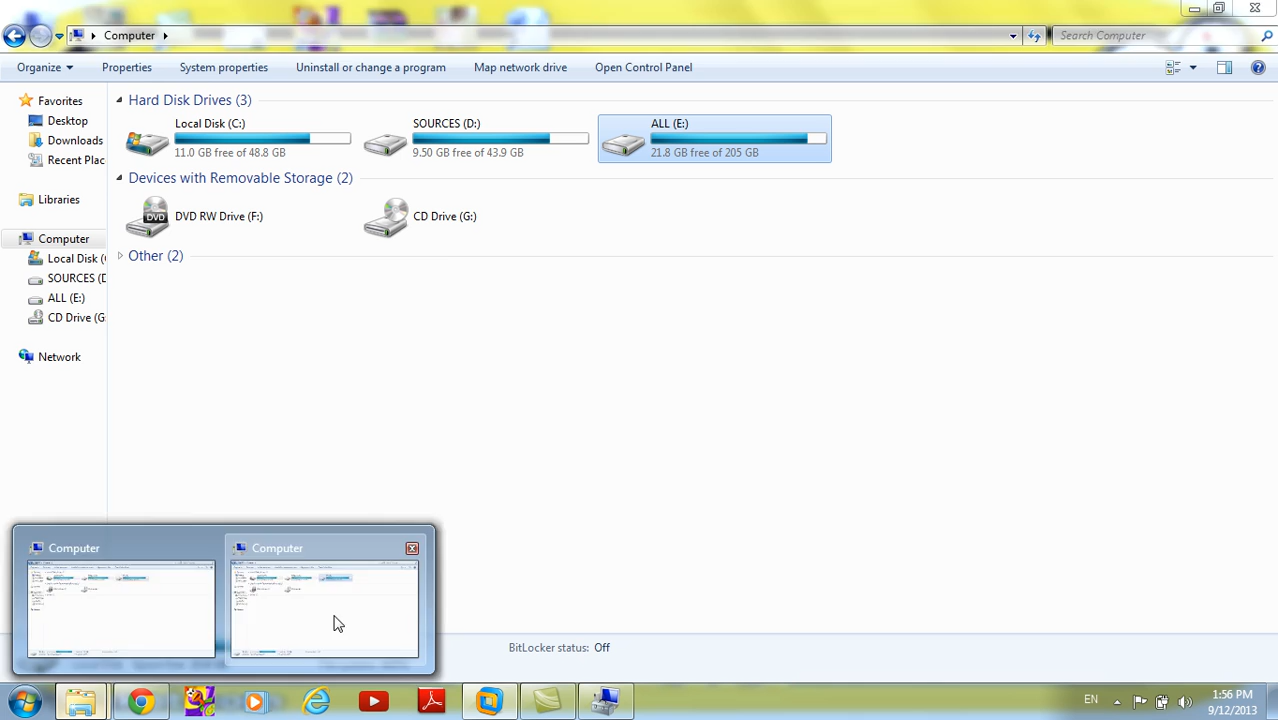 Computer
Search Computer
Organize
Properties
System properties
Uninstall or change a program
Map network drive
Open Control Panel
Favorites
Desktop
Downloads
Recent Plac
Libraries
Computer
Local Disk (
SOURCES (D
ALL (E:)
CD Drive (G
Network
Hard Disk Drives (3)
Local Disk (C:)
11.0 GB free of 48.8 GB
SOURCES (D:)
9.50 GB free of 43.9 GB
ALL (E:)
21.8 GB free of 205 GB
Devices with Removable Storage (2)
DVD
DVD RW Drive (F:)
CD Drive (G:)
Other (2)
Computer
Computer
BitLocker status: Off
EN
1:56 PM
9/12/2013